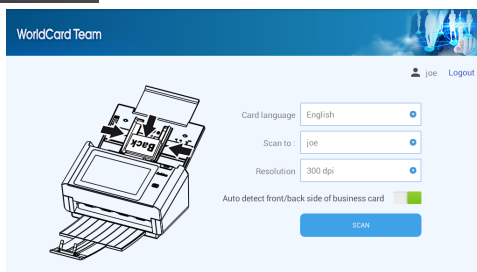 WorldCard Team
joe Logout
Back
Card language English
Scan to : joe
Resolution 300 dpi
Auto detect front/back side of business card
SCAN